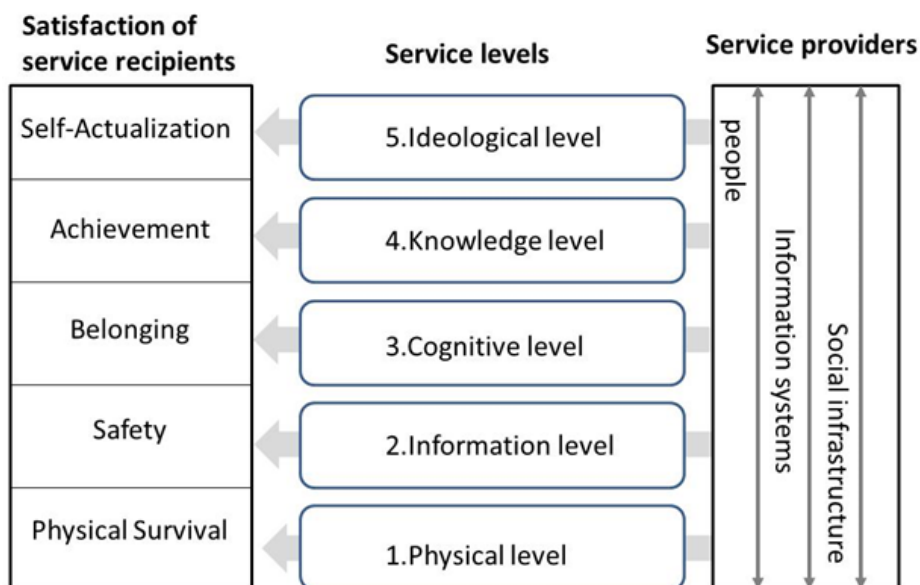 Satisfaction of
service recipients
Service levels
Service providers
Self-Actualization
5.Ideological level
people
Achievement
4.Knowledge level
Information systems
Belonging
3.Cognitive level
Social infrastructure
Safety
2.Information level
Physical Survival
1.Physical level